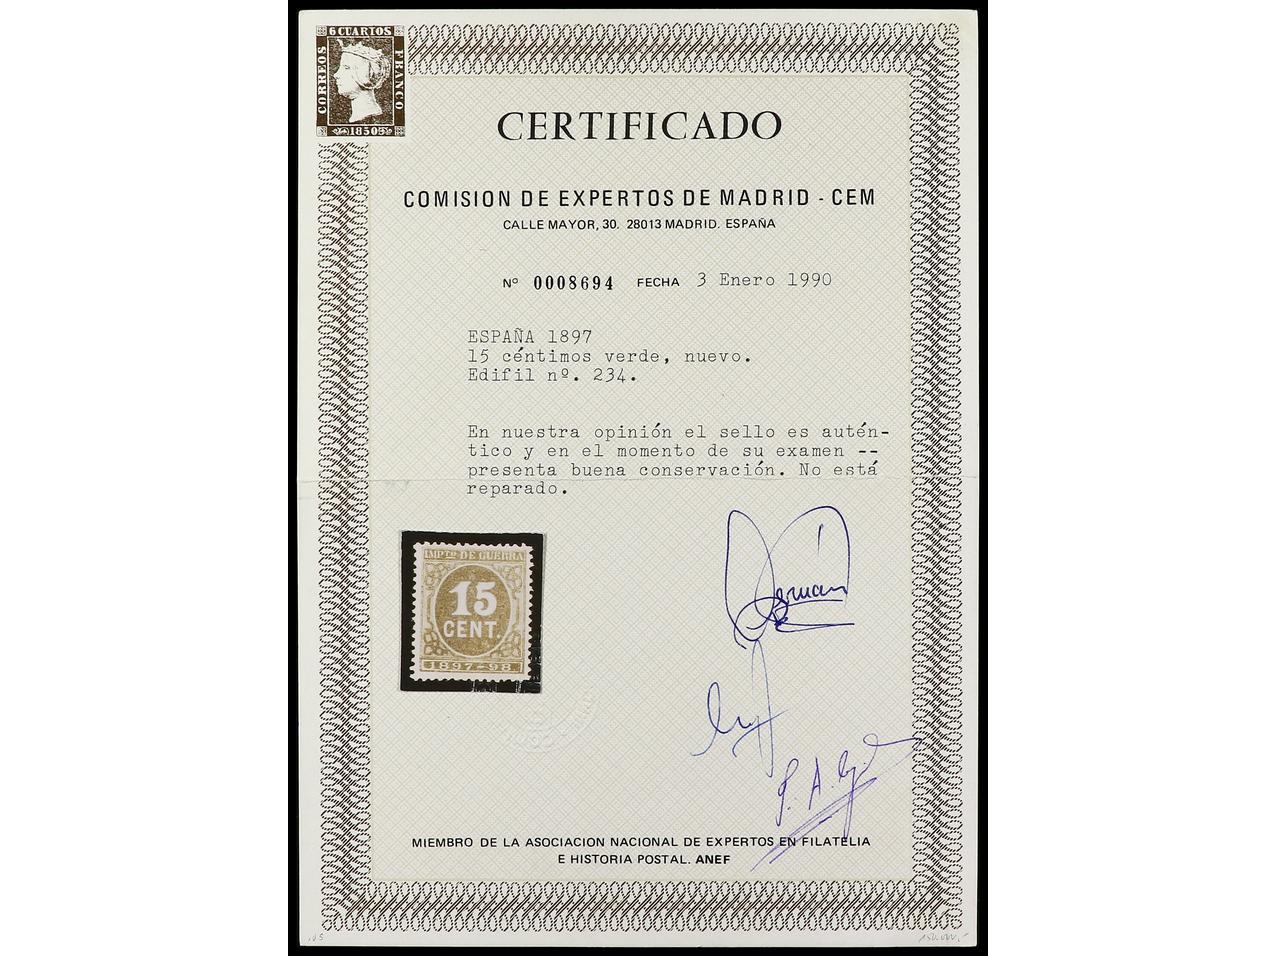 6 CUARTOS
CORREOS
FRANCO
1850
CERTIFICADO
COMISION DE EXPERTOS DE MADRID - CEM
CALLE MAYOR, 30. 28013 MADRID. ESPAÑA
Nº 0008694 FECHA 3 Enero 1990
ESPAÑA 1897
15 céntimos verde, nuevo.
Edifil nº. 234.
En nuestra opinión el sello es autén-
tico y en el momento de su examen --
presenta buena conservación. No está
reparado.
IMPTO DE GUERRA
15
CENT.
1897-98
MIEMBRO DE LA ASOCIACION NACIONAL DE EXPERTOS EN FILATELIA
E HISTORIA POSTAL. ANEF